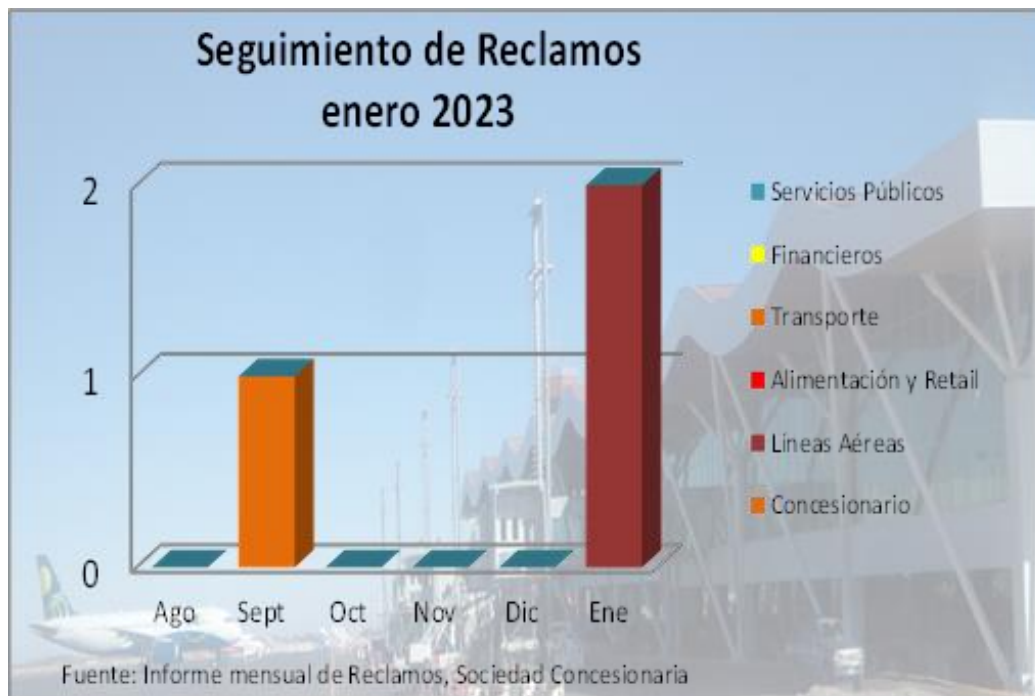 Seguimiento de Reclamos
enero 2023
2
1
0
Ago Sept Oct Nov Dic Ene
Servicios Públicos
Financieros
Transporte
Alimentación y Retail
Líneas Aéreas
Concesionario
Fuente: Informe mensual de Reclamos, Sociedad Concesionaria